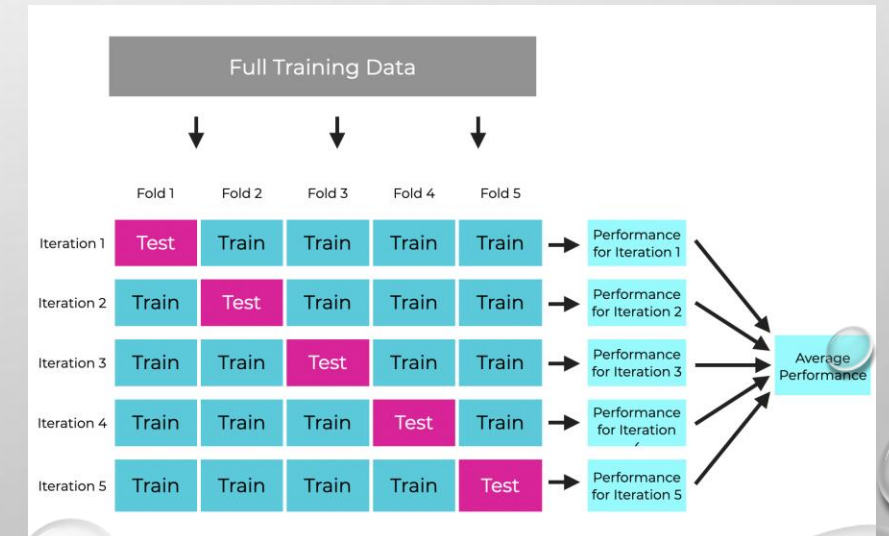 Full Training Data
Fold 1 Fold 2 Fold 3 Fold 4 Fold 5
Iteration 1 Test Train Train Train Train Performance
for Iteration 1
Iteration 2 Train Test Train Train Train Performance
for Iteration 2
Iteration 3 Train Train Test Train Train Performance
for Iteration 3
Average
Performance
Iteration 4 Train Train Train Test Train Performance
for Iteration
Iteration 5 Train Train Train Train Test Performance
for Iteration 5